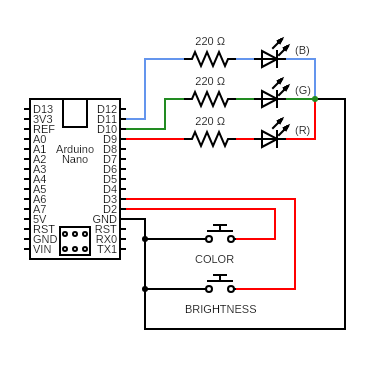 220 Ω
(B)
220 Ω
(G)
220 Ω
(R)
D13 D12
3V3 D11
REF D10
A0 D9
A1 Arduino D8
A2 Nano D7
A3 D6
A4 D5
A5 D4
A6 D3
A7 D2
5V GND
RST RST
GND RX0
VIN TX1
COLOR
BRIGHTNESS